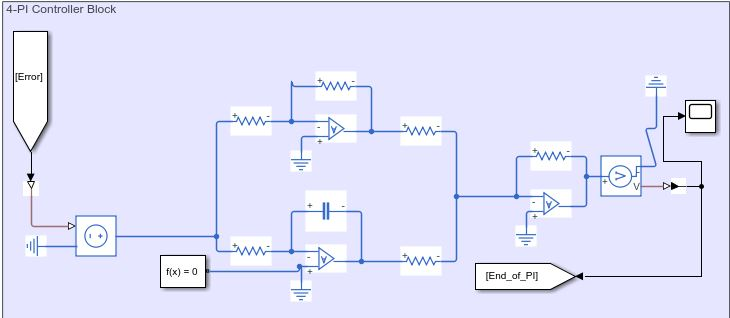 4-PI Controller Block
[Error]
f(x) = 0
V
[End_of_PI]